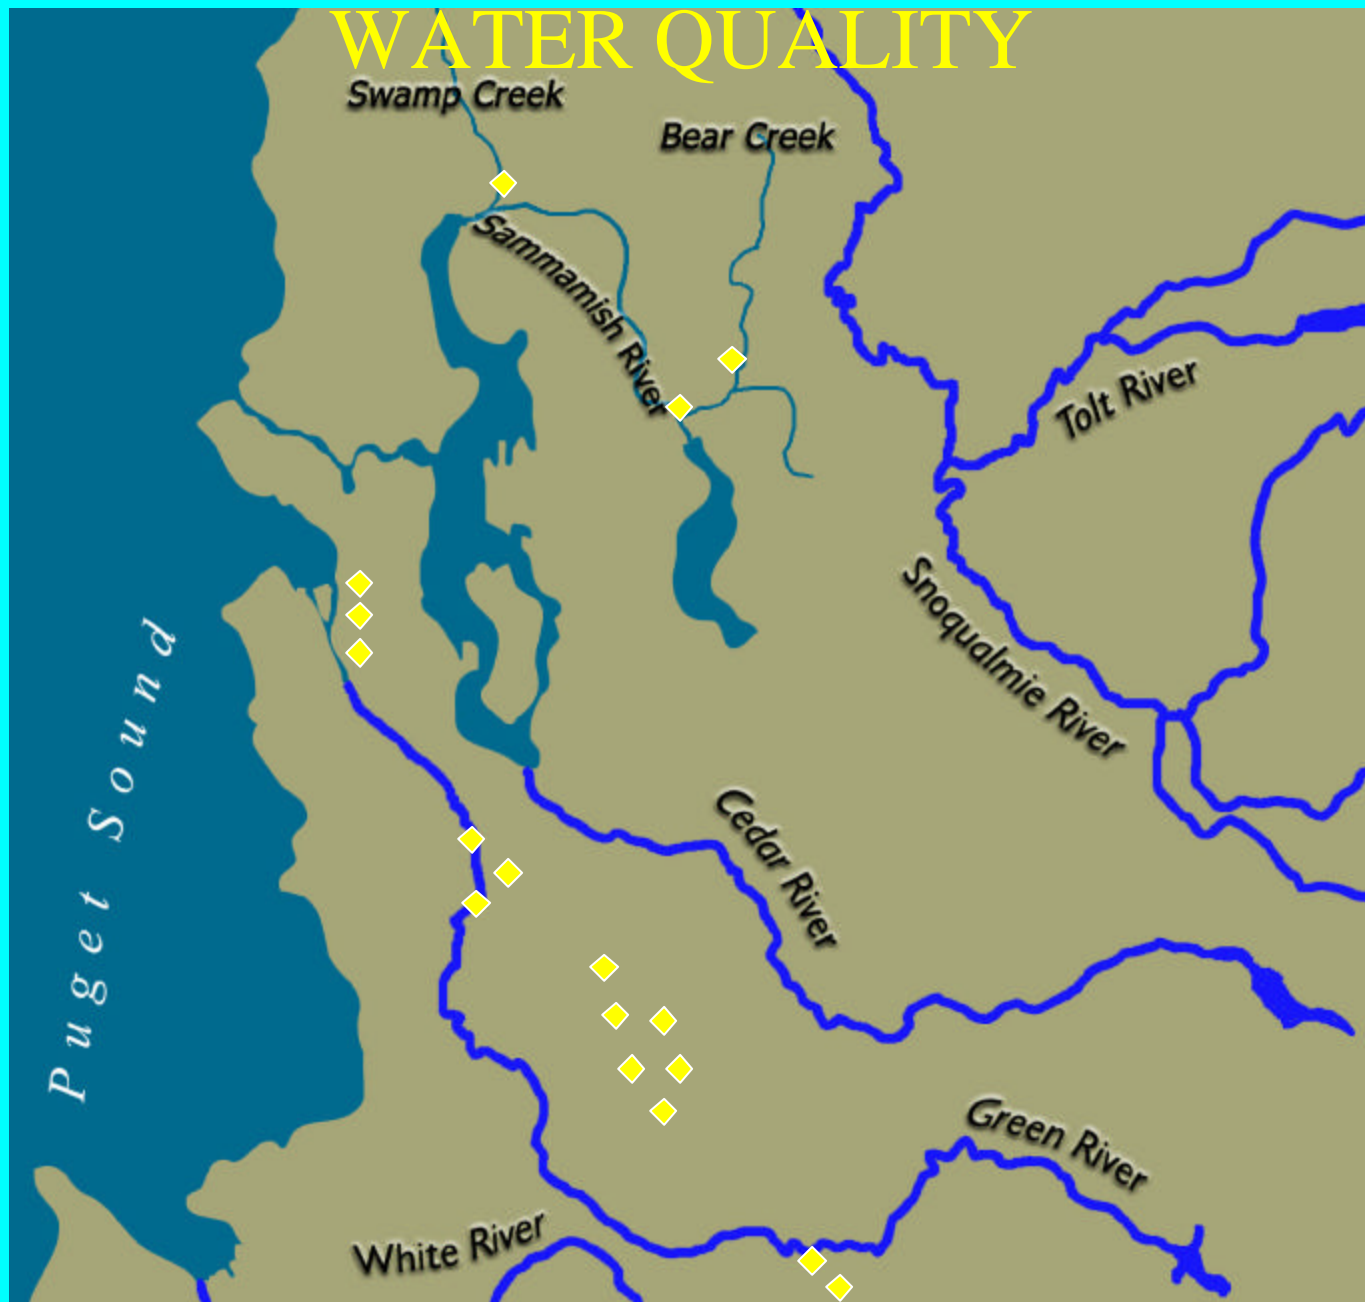 WATER QUALITY
Swamp Creek
Bear Creek
Sammamish River
Tolt River
Snoqualmie River
Puget Sound
Cedar River
Green River
White River